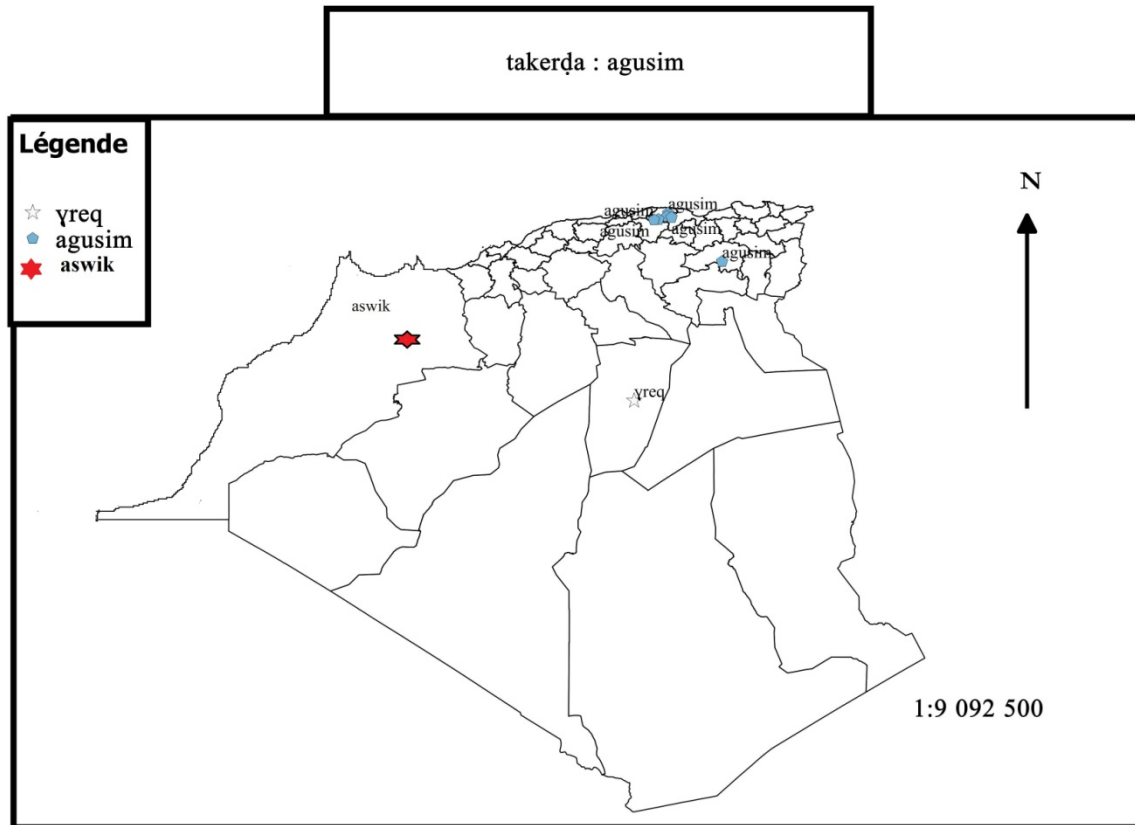 takerḍa : agusim
Légende
ɣreq
agusim
aswik
N
agusim
agusim
agusim
agusim
agusim
aswik
ɣreq
1:9 092 500